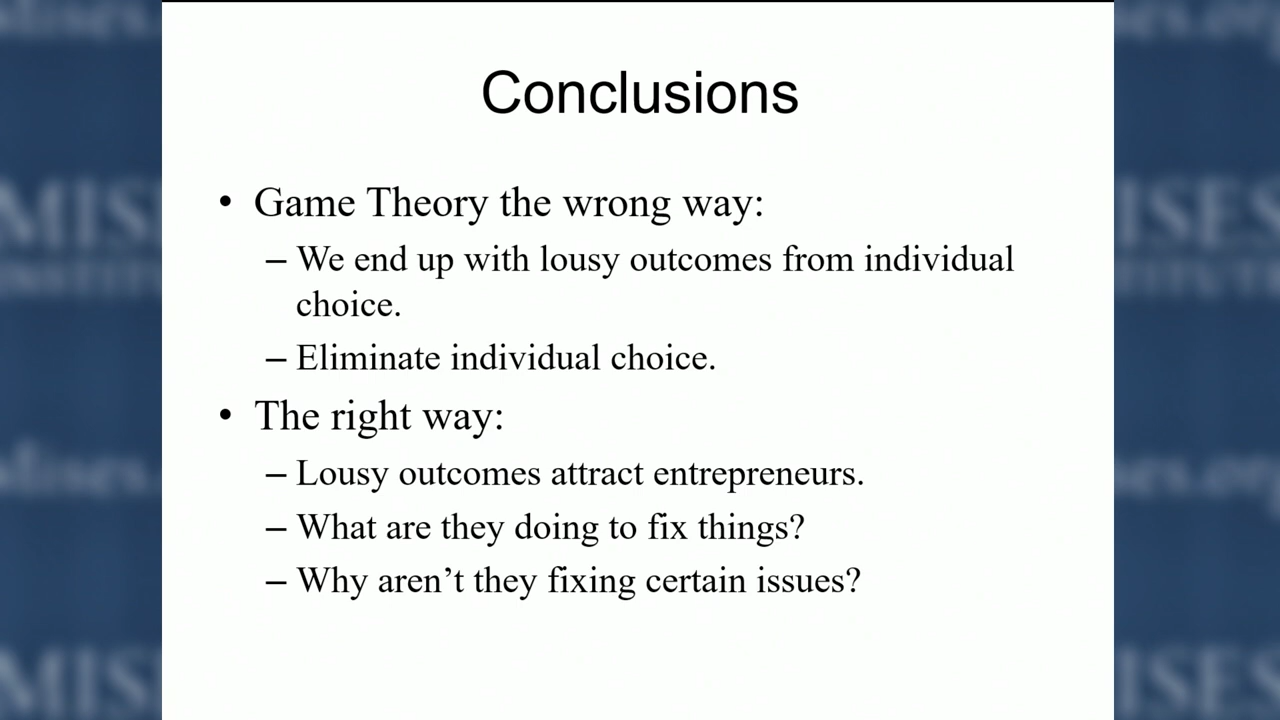 Conclusions
• Game Theory the wrong way:
– We end up with lousy outcomes from individual
choice.
– Eliminate individual choice.
• The right way:
– Lousy outcomes attract entrepreneurs.
– What are they doing to fix things?
– Why aren’t they fixing certain issues?